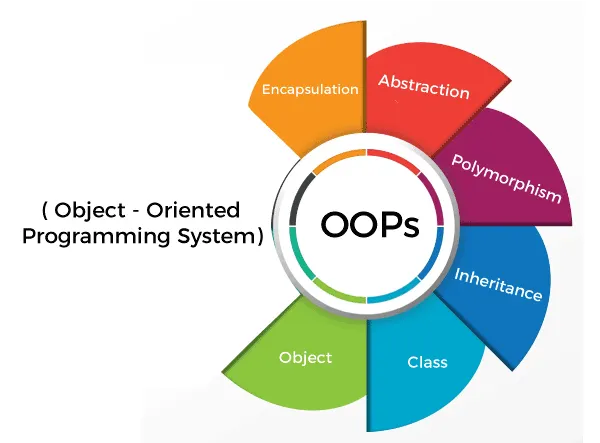 Encapsulation
Abstraction
Polymorphism
Inheritance
Class
Object
OOPs
( Object - Oriented
Programming System)